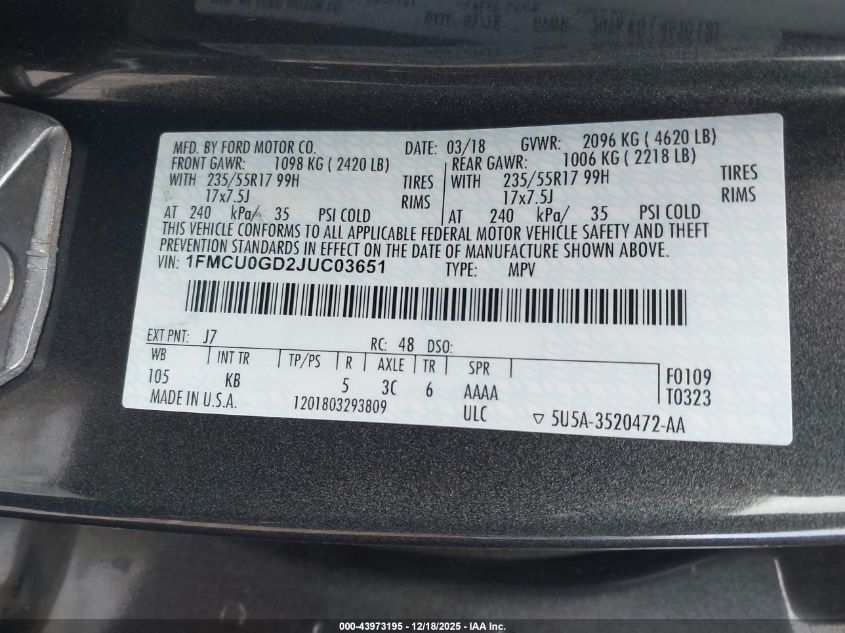 MFD. BY FORD MOTOR CO. DATE: 03/18 GVWR: 2096 KG ( 4620 LB)
FRONT GAWR: 1098 KG ( 2420 LB) REAR GAWR: 1006 KG ( 2218 LB)
WITH 235/55R17 99H TIRES WITH 235/55R17 99H TIRES
17x7.5J RIMS 17x7.5J RIMS
AT 240 kPa/ 35 PSI COLD AT 240 kPa/ 35 PSI COLD
THIS VEHICLE CONFORMS TO ALL APPLICABLE FEDERAL MOTOR VEHICLE SAFETY AND THEFT
PREVENTION STANDARDS IN EFFECT ON THE DATE OF MANUFACTURE SHOWN ABOVE.
VIN: 1FMCU0GD2JUC03651 TYPE: MPV
EXT PNT: J7 RC: 48 DSO:
WB INT TR TP/PS R AXLE TR SPR
105 KB 5 3C 6 AAAA F0109
T0323
MADE IN U.S.A. 1201803293809 ULC ▽ 5U5A-3520472-AA
000-43973195 - 12/18/2025 - IAA Inc.